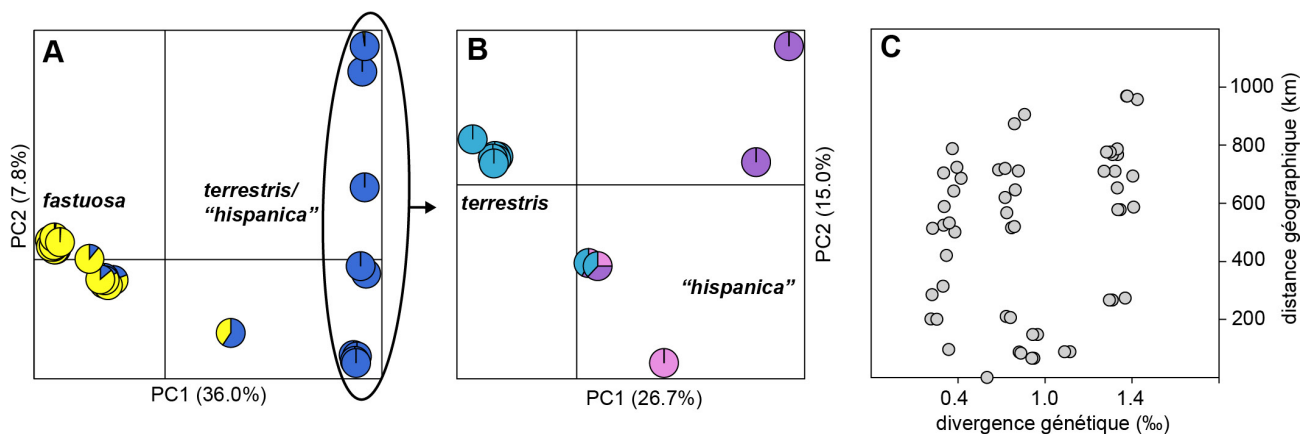 A
PC2 (7.8%)
fastuosa
terrestris/
“hispanica”
PC1 (36.0%)
B
terrestris
“hispanica”
PC2 (15.0%)
PC1 (26.7%)
C
1000
800
600
400
200
distance géographique (km)
0.4 1.0 1.4
divergence génétique (‰)